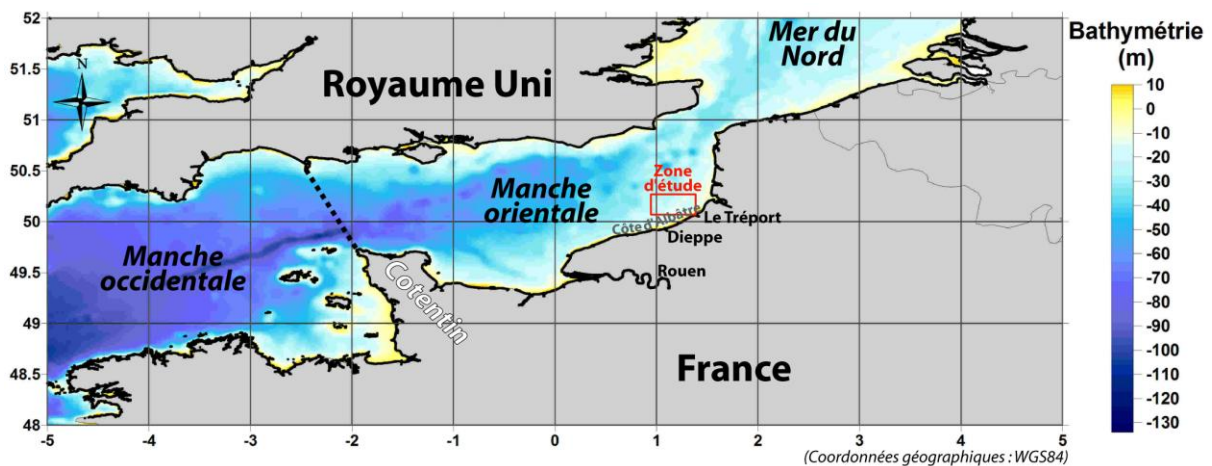 52
51.5
51
50.5
50
49.5
49
48.5
48
-5
-4
-3
-2
-1
0
1
2
3
4
5
N
Royaume Uni
Mer du
Nord
Manche
orientale
Zone
d'étude
Côte d'Albâtre
Le Tréport
Dieppe
Rouen
Manche
occidentale
Cotentin
France
(Coordonnées géographiques : WGS84)
Bathymétrie
(m)
10
0
-10
-20
-30
-40
-50
-60
-70
-80
-90
-100
-110
-120
-130